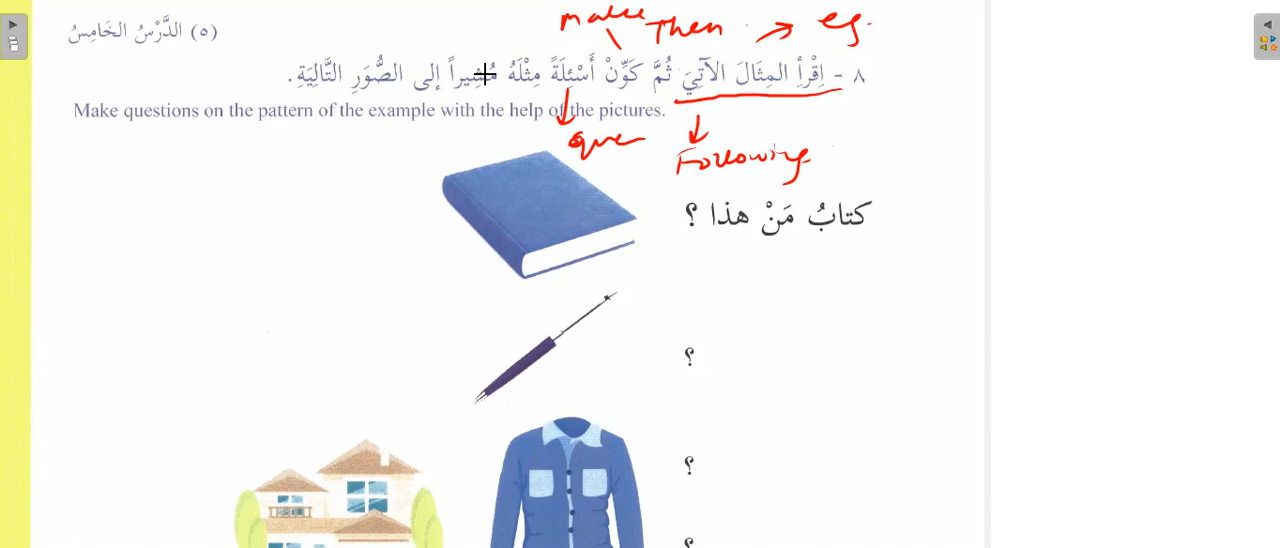 make Then → eg.
(٥) الدَّرْسُ الخَامِسُ
٨ - اِقْرَأِ المِثَالَ الآتِيَ ثُمَّ كَوِّنْ أَسْئِلَةً مِثْلَهُ مُشِيراً إلى الصُّوَرِ التَّالِيَةِ.
Make questions on the pattern of the example with the help of the pictures.
que Following
كتابُ مَنْ هذا ؟
؟
؟
؟